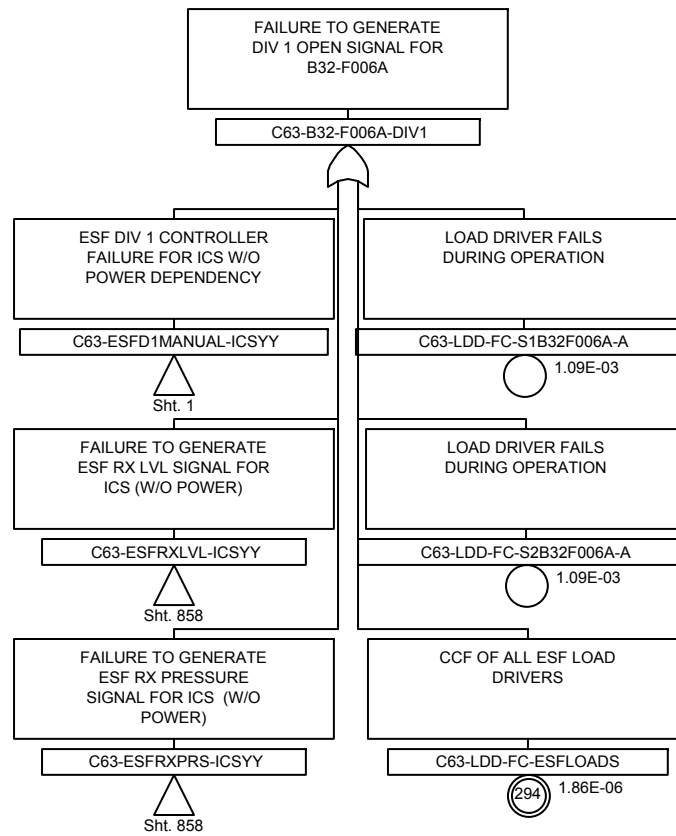 FAILURE TO GENERATE
DIV 1 OPEN SIGNAL FOR
B32-F006A
C63-B32-F006A-DIV1
ESF DIV 1 CONTROLLER
FAILURE FOR ICS W/O
POWER DEPENDENCY
C63-ESFD1MANUAL-ICSYY
Sht. 1
LOAD DRIVER FAILS
DURING OPERATION
C63-LDD-FC-S1B32F006A-A
1.09E-03
FAILURE TO GENERATE
ESF RX LVL SIGNAL FOR
ICS (W/O POWER)
C63-ESFRXLVL-ICSYY
Sht. 858
LOAD DRIVER FAILS
DURING OPERATION
C63-LDD-FC-S2B32F006A-A
1.09E-03
FAILURE TO GENERATE
ESF RX PRESSURE
SIGNAL FOR ICS (W/O
POWER)
C63-ESFRXPRS-ICSYY
Sht. 858
CCF OF ALL ESF LOAD
DRIVERS
C63-LDD-FC-ESFLOADS
294
1.86E-06